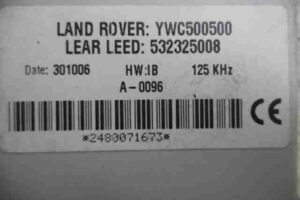 LAND ROVER: YWC500500
LEAR LEED: 532325008
Date: 301006 HW:IB 125 KHz
A-0096
CE
*2480071673*